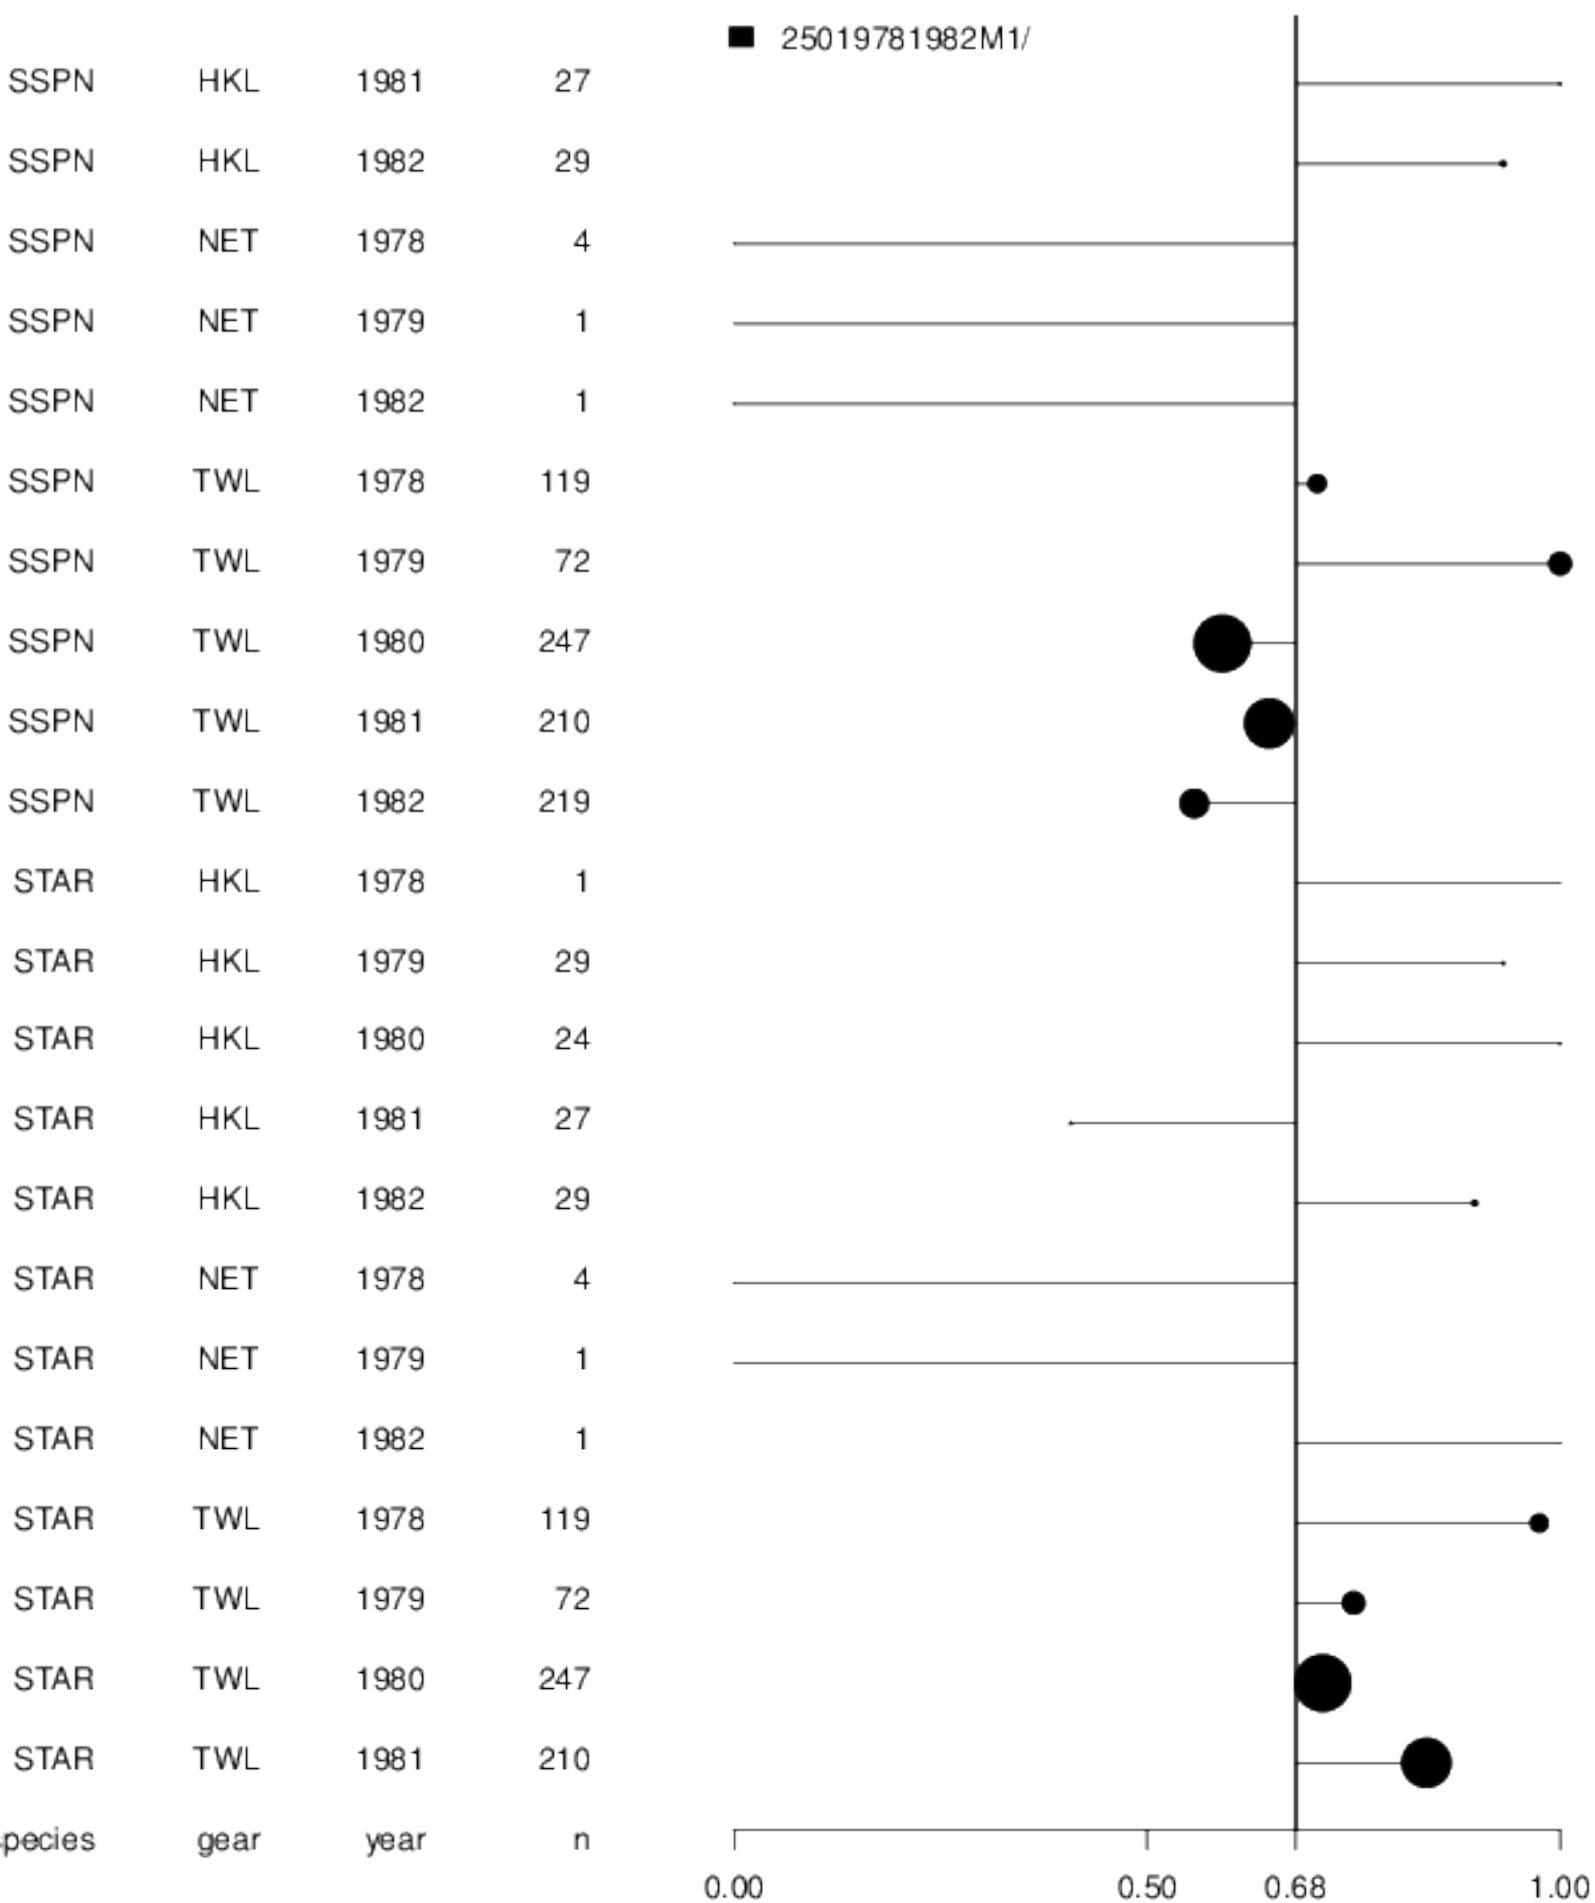 25019781982M1/
SSPN HKL 1981 27
SSPN HKL 1982 29
SSPN NET 1978 4
SSPN NET 1979 1
SSPN NET 1982 1
SSPN TWL 1978 119
SSPN TWL 1979 72
SSPN TWL 1980 247
SSPN TWL 1981 210
SSPN TWL 1982 219
STAR HKL 1978 1
STAR HKL 1979 29
STAR HKL 1980 24
STAR HKL 1981 27
STAR HKL 1982 29
STAR NET 1978 4
STAR NET 1979 1
STAR NET 1982 1
STAR TWL 1978 119
STAR TWL 1979 72
STAR TWL 1980 247
STAR TWL 1981 210
pecies gear year n
0.00 0.50 0.68 1.00